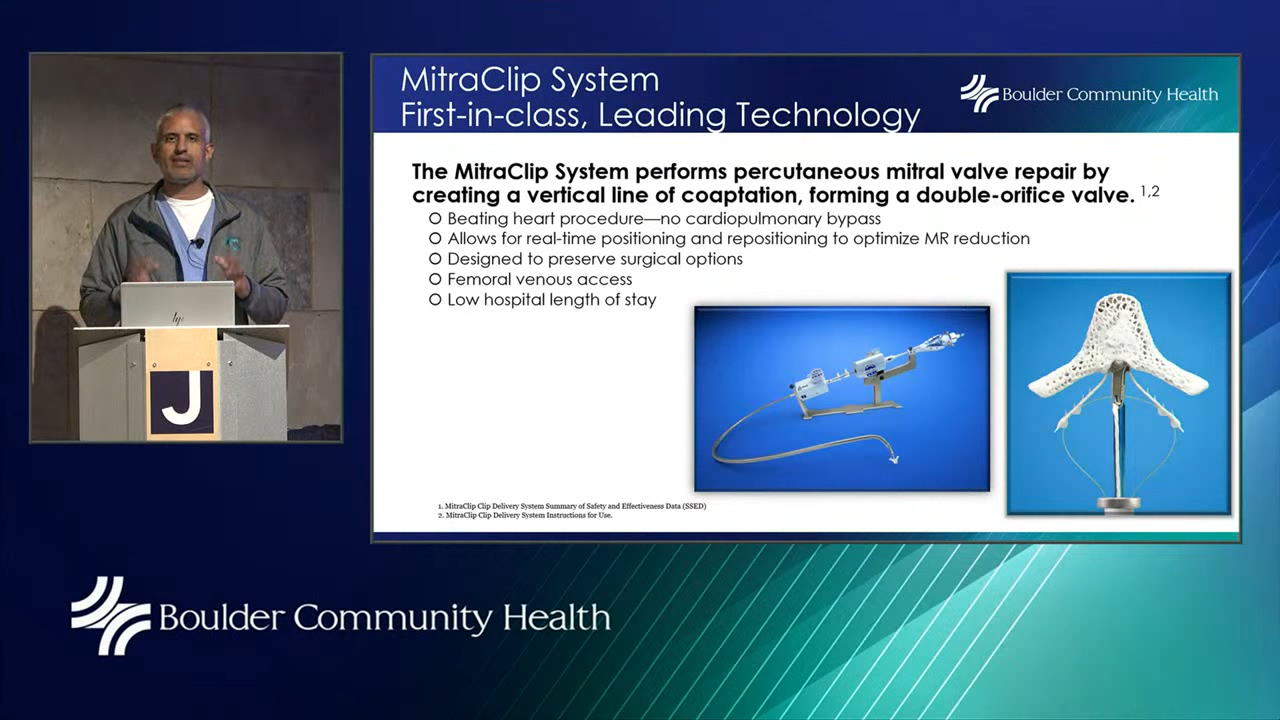 MitraClip System
First-in-class, Leading Technology
Boulder Community Health
The MitraClip System performs percutaneous mitral valve repair by
creating a vertical line of coaptation, forming a double-orifice valve. 1,2
Beating heart procedure—no cardiopulmonary bypass
Allows for real-time positioning and repositioning to optimize MR reduction
Designed to preserve surgical options
Femoral venous access
Low hospital length of stay
1. MitraClip Clip Delivery System Summary of Safety and Effectiveness Data (SSED)
2. MitraClip Clip Delivery System Instructions for Use.
hp
J
Boulder Community Health